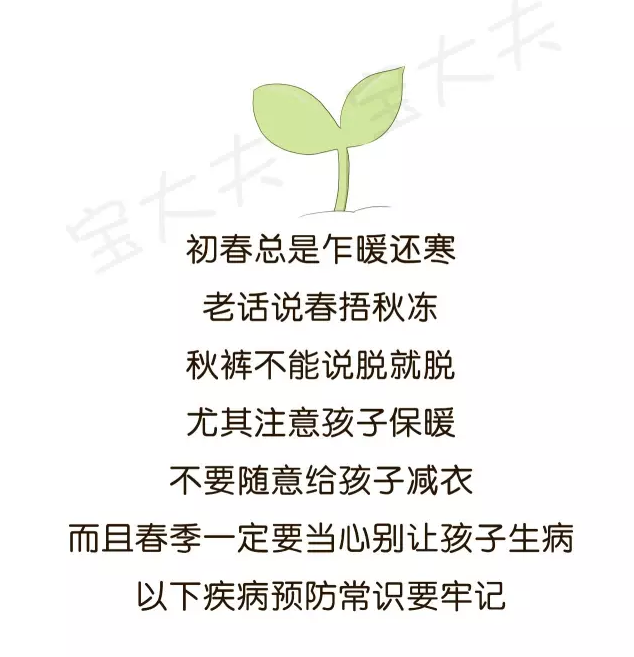 宝大夫
宝大夫
初春总是乍暖还寒
老话说春捂秋冻
秋裤不能说脱就脱
尤其注意孩子保暖
不要随意给孩子减衣
而且春季一定要当心别让孩子生病
以下疾病预防常识要牢记